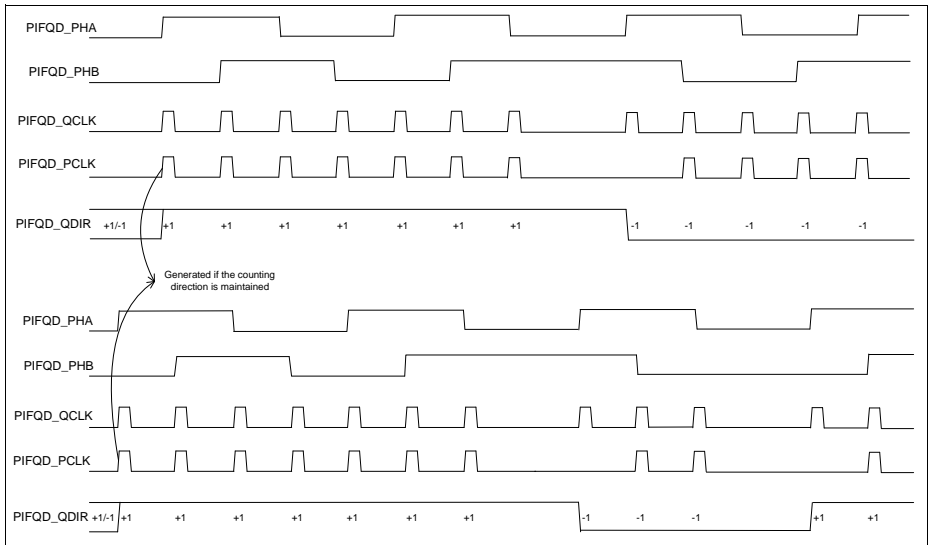 PIFQD_PHA
PIFQD_PHB
PIFQD_QCLK
PIFQD_PCLK
PIFQD_QDIR +1/-1 +1 +1 +1 +1 +1 +1 +1 -1 -1 -1 -1 -1
Generated if the counting
direction is maintained
PIFQD_PHA
PIFQD_PHB
PIFQD_QCLK
PIFQD_PCLK
PIFQD_QDIR +1/-1 +1 +1 +1 +1 +1 +1 +1 -1 -1 -1 +1 +1